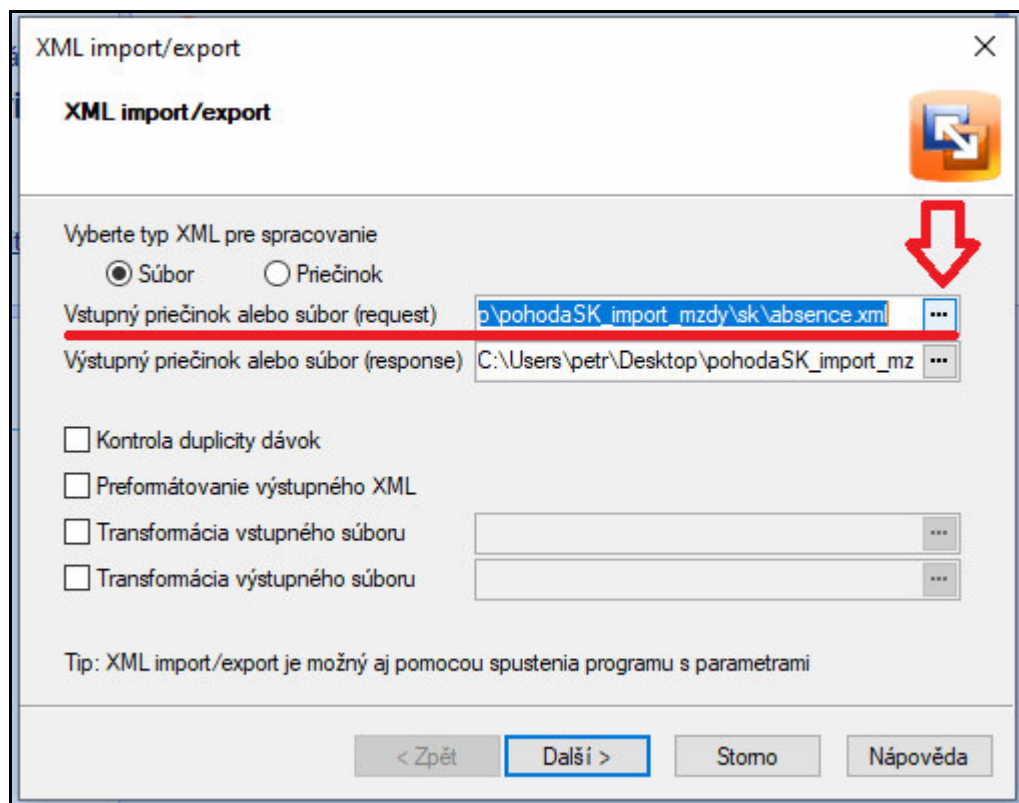 XML import/export
XML import/export
Vyberte typ XML pre spracovanie
Súbor Priečinok
Vstupný priečinok alebo súbor (request) p\pohodaSK_import_mzdy\sk\absence.xml ...
Výstupný priečinok alebo súbor (response) C:\Users\petr\Desktop\pohodaSK_import_mz ...
Kontrola duplicity dávok
Preformátovanie výstupného XML
Transformácia vstupného súboru ...
Transformácia výstupného súboru ...
Tip: XML import/export je možný aj pomocou spustenia programu s parametrami
< Zpět Další > Storno Nápověda